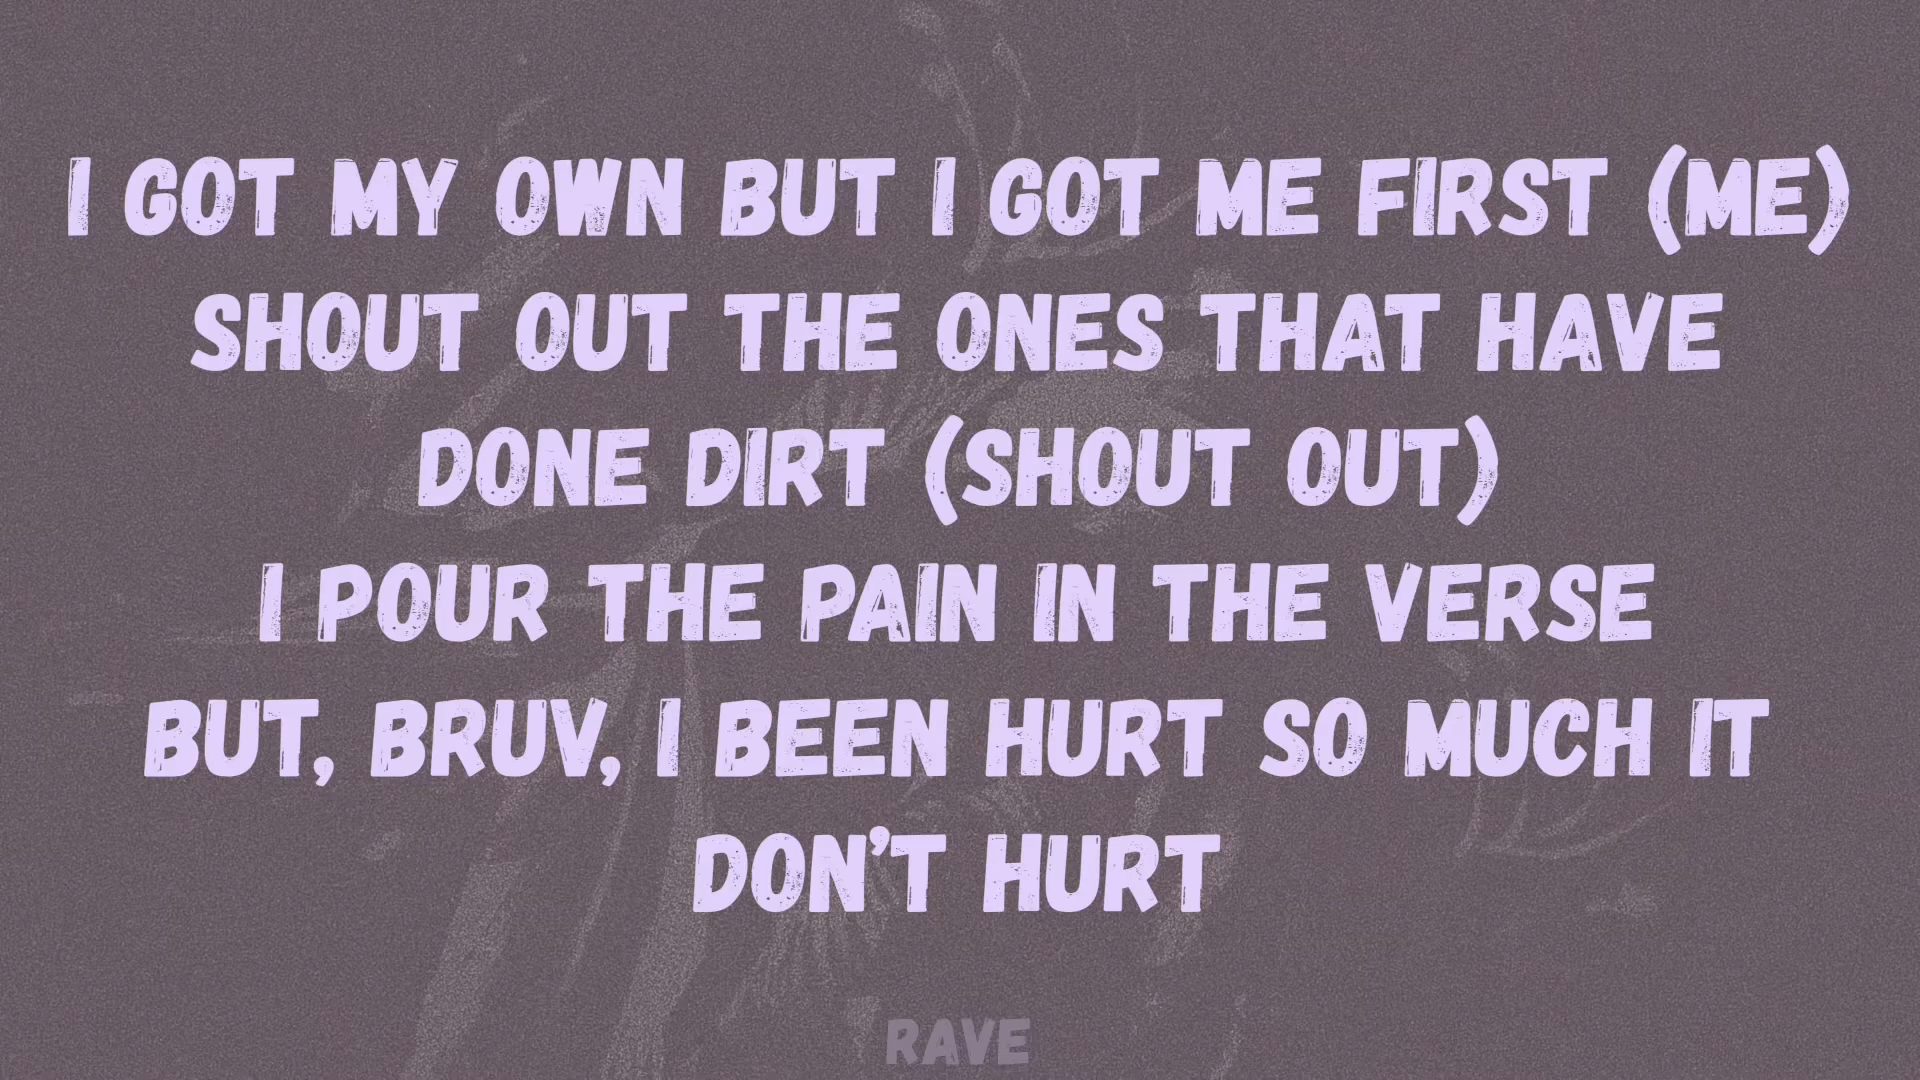 I GOT MY OWN BUT I GOT ME FIRST (ME)
SHOUT OUT THE ONES THAT HAVE
DONE DIRT (SHOUT OUT)
I POUR THE PAIN IN THE VERSE
BUT, BRUV, I BEEN HURT SO MUCH IT
DON'T HURT
RAVE